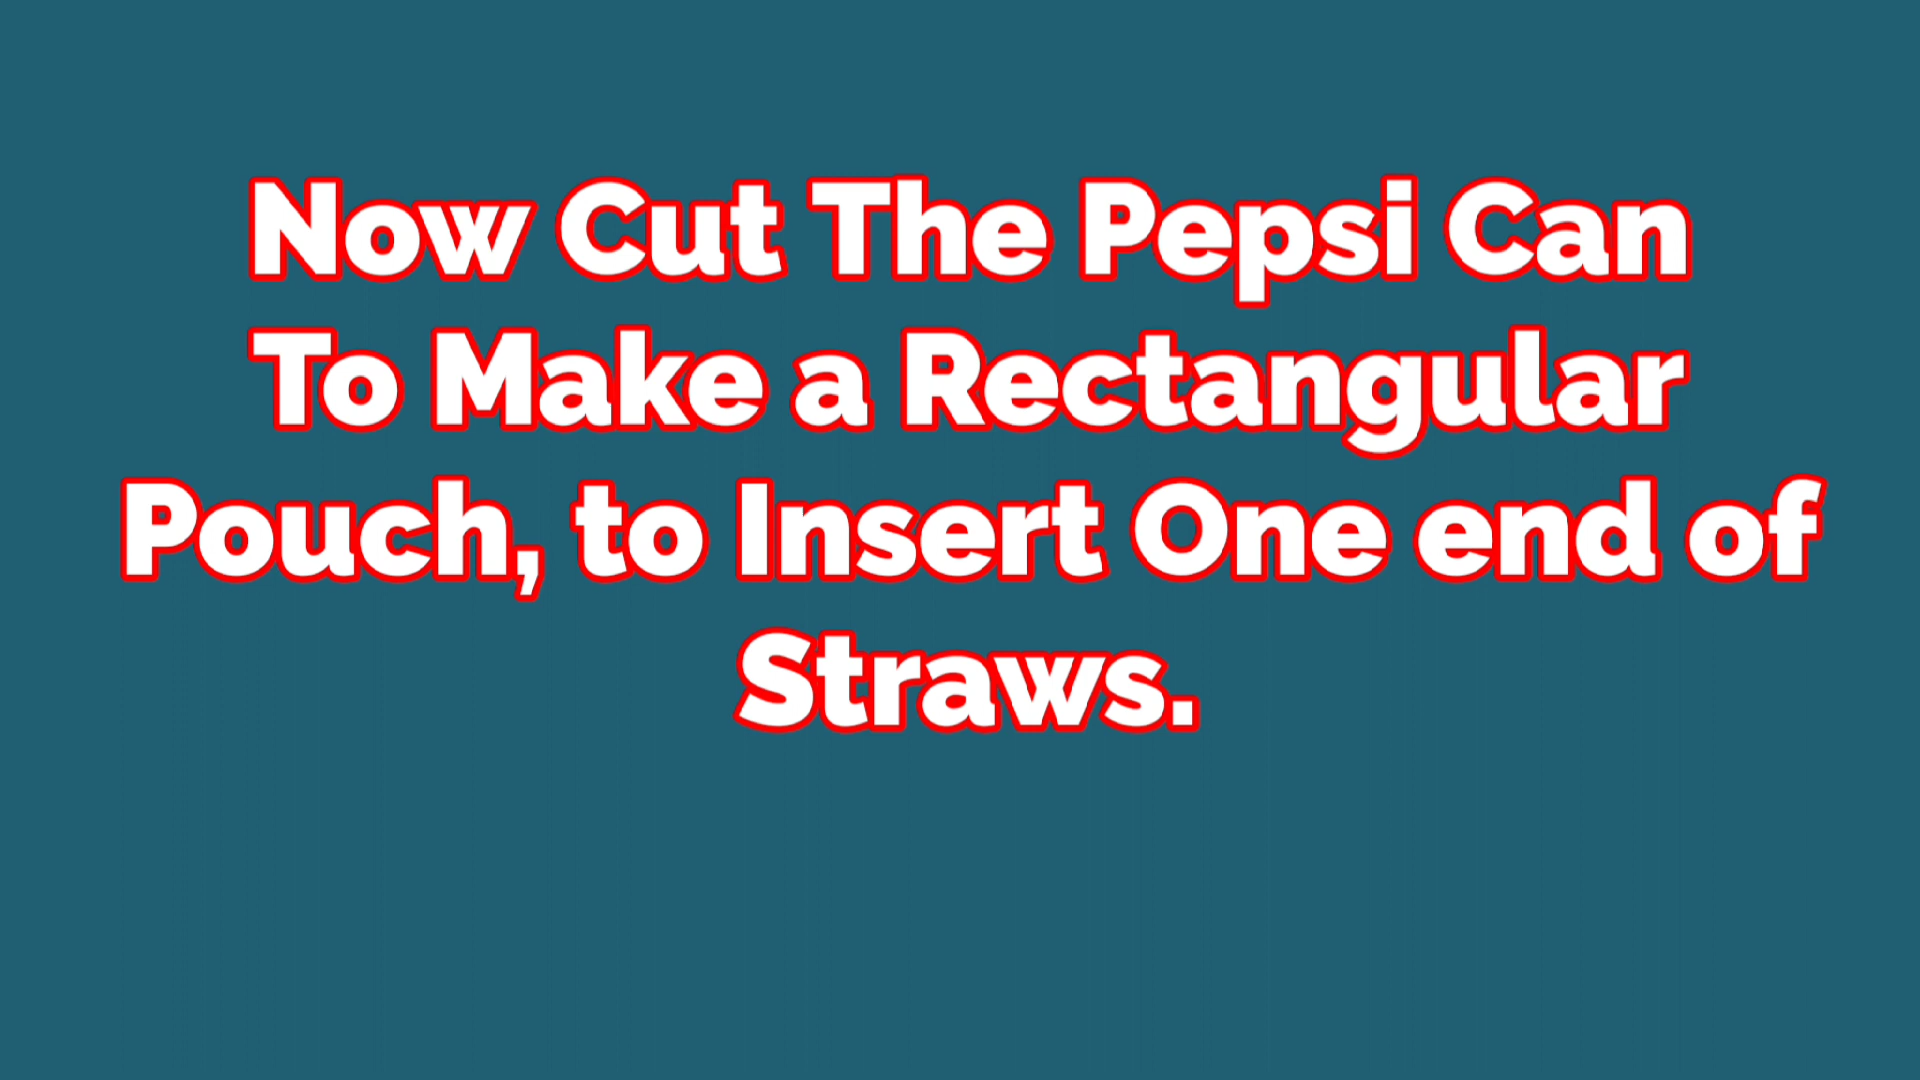 Now Cut The Pepsi Can
To Make a Rectangular
Pouch, to Insert One end of
Straws.